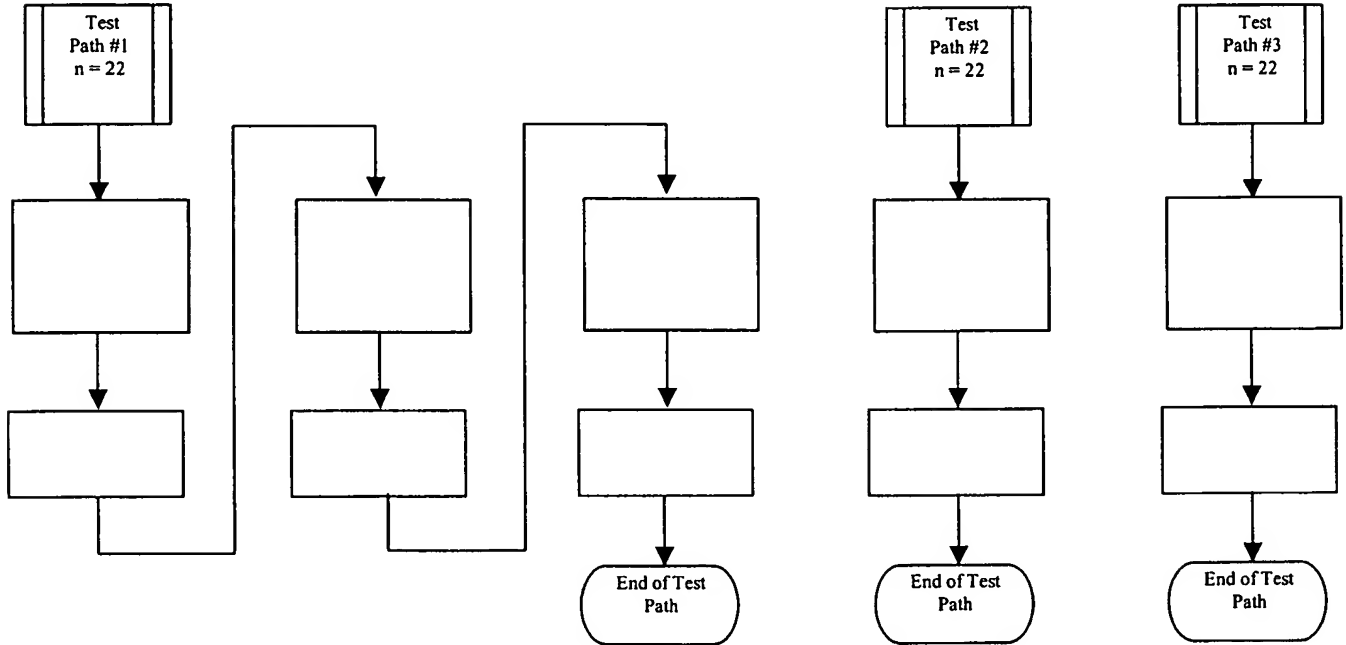 Test
Path #1
n = 22
Test
Path #2
n = 22
Test
Path #3
n = 22
End of Test
Path
End of Test
Path
End of Test
Path